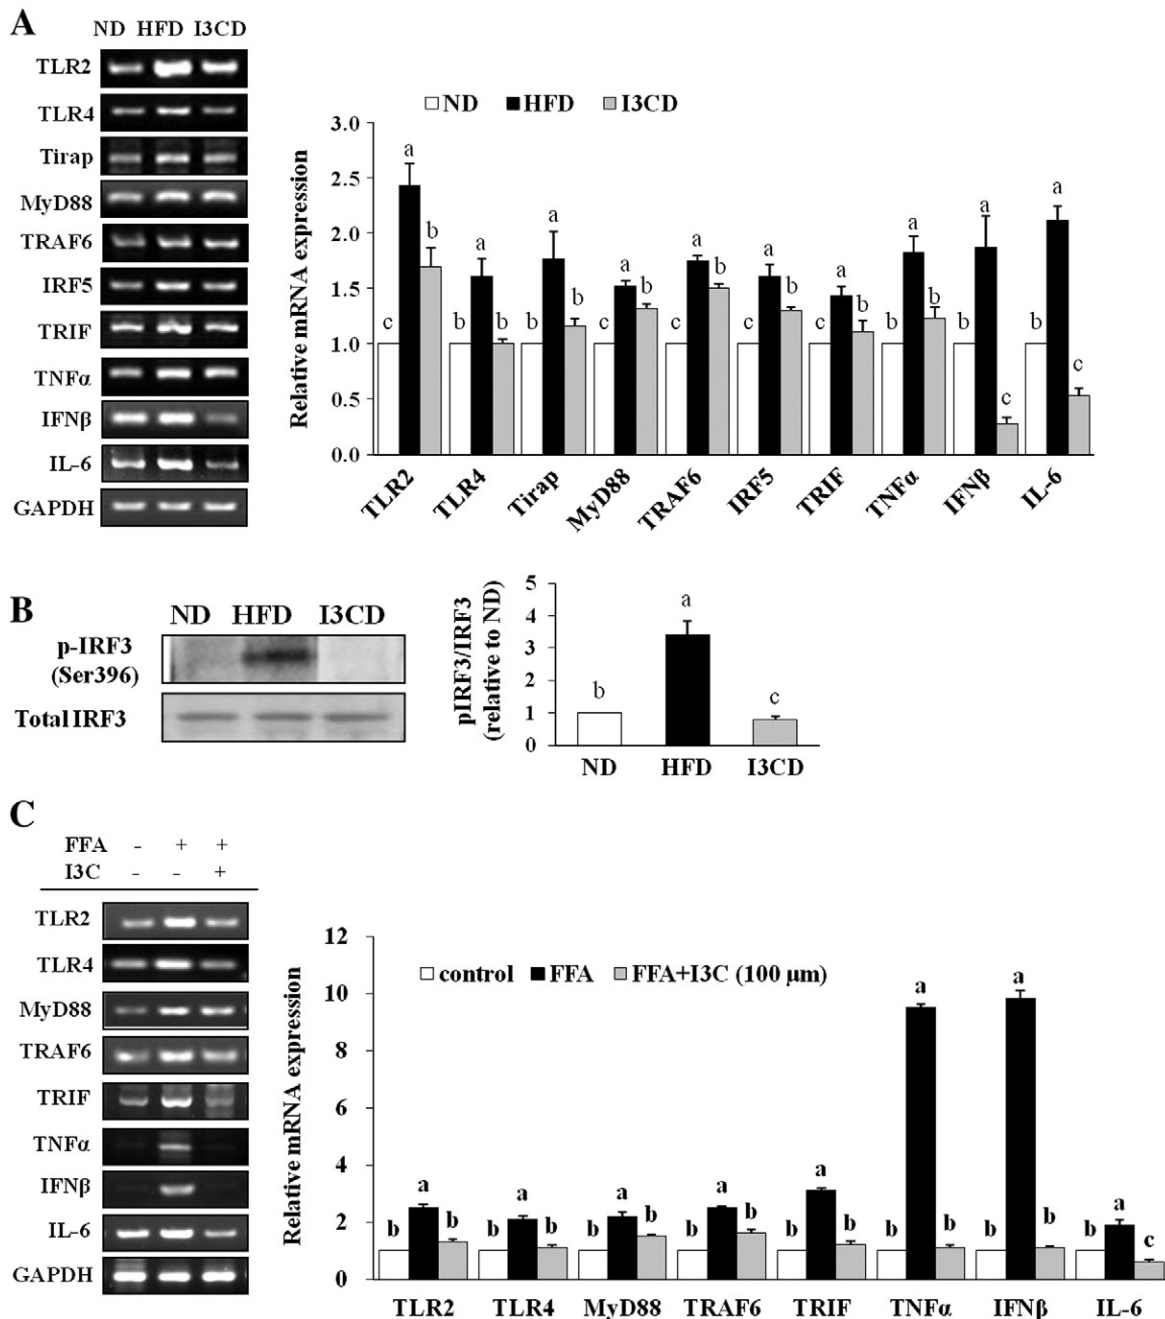 A
ND HFD I3CD
TLR2
TLR4
Tirap
MyD88
TRAF6
IRF5
TRIF
TNFα
IFNβ
IL-6
GAPDH
ND HFD I3CD
Relative mRNA expression
3.0
2.5
2.0
1.5
1.0
0.5
0.0
c a b
b a b
b a b
c a b
c a b
c a b
b a b
b a b
b a c
b a c
TLR2 TLR4 Tirap MyD88 TRAF6 IRF5 TRIF TNFα IFNβ IL-6
B
ND HFD I3CD
p-IRF3
(Ser396)
Total IRF3
pIRF3/IRF3
(relative to ND)
5
4
3
2
1
0
b a c
ND HFD I3CD
C
FFA - + +
I3C - - +
TLR2
TLR4
MyD88
TRAF6
TRIF
TNFα
IFNβ
IL-6
GAPDH
control FFA FFA+I3C (100 μm)
Relative mRNA expression
12
10
8
6
4
2
0
b a b
b a b
b a b
b a b
b a b
b a b
b a b
b a c
TLR2 TLR4 MyD88 TRAF6 TRIF TNFα IFNβ IL-6